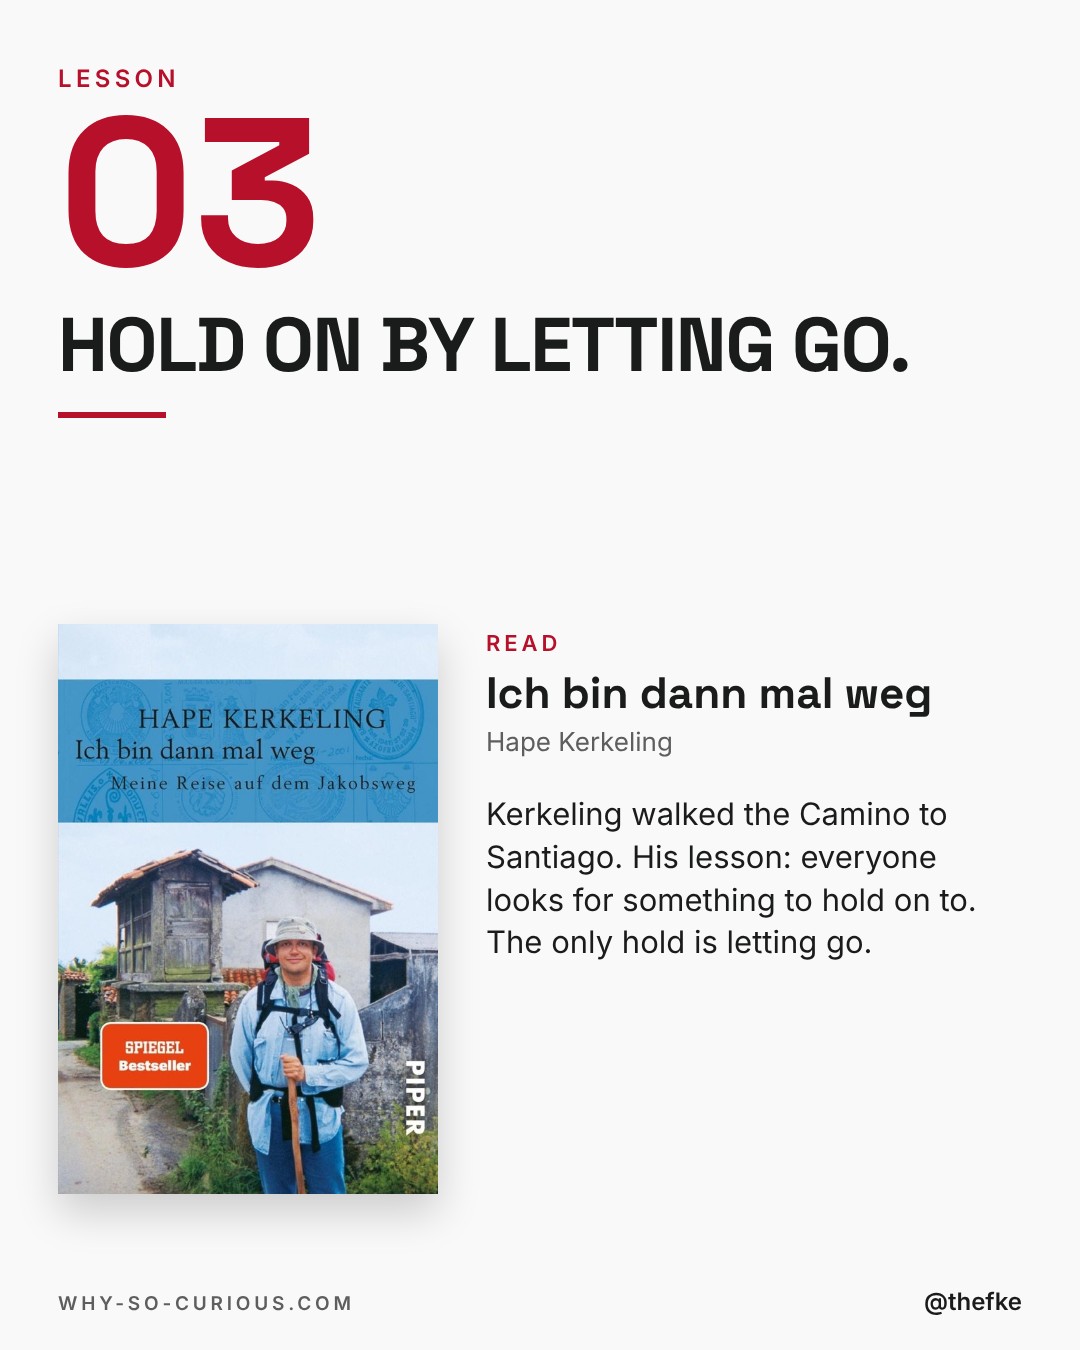 LESSON
03
HOLD ON BY LETTING GO.
HAPE KERKELING
Ich bin dann mal weg
Meine Reise auf dem Jakobsweg
SPIEGEL
Bestseller
PIPER
READ
Ich bin dann mal weg
Hape Kerkeling
Kerkeling walked the Camino to
Santiago. His lesson: everyone
looks for something to hold on to.
The only hold is letting go.
WHY-SO-CURIOUS.COM
@thefke